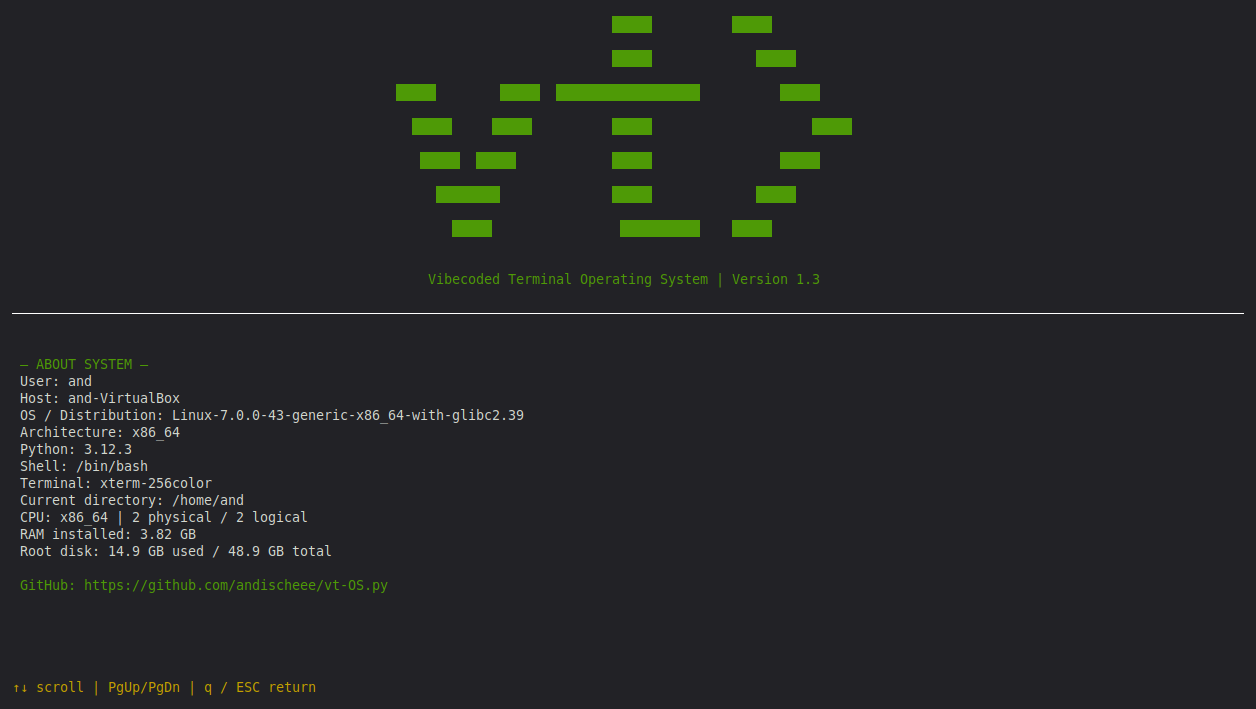 vt>
Vibecoded Terminal Operating System | Version 1.3
— ABOUT SYSTEM —
User: and
Host: and-VirtualBox
OS / Distribution: Linux-7.0.0-43-generic-x86_64-with-glibc2.39
Architecture: x86_64
Python: 3.12.3
Shell: /bin/bash
Terminal: xterm-256color
Current directory: /home/and
CPU: x86_64 | 2 physical / 2 logical
RAM installed: 3.82 GB
Root disk: 14.9 GB used / 48.9 GB total
GitHub: https://github.com/andischeee/vt-OS.py
↑↓ scroll | PgUp/PgDn | q / ESC return